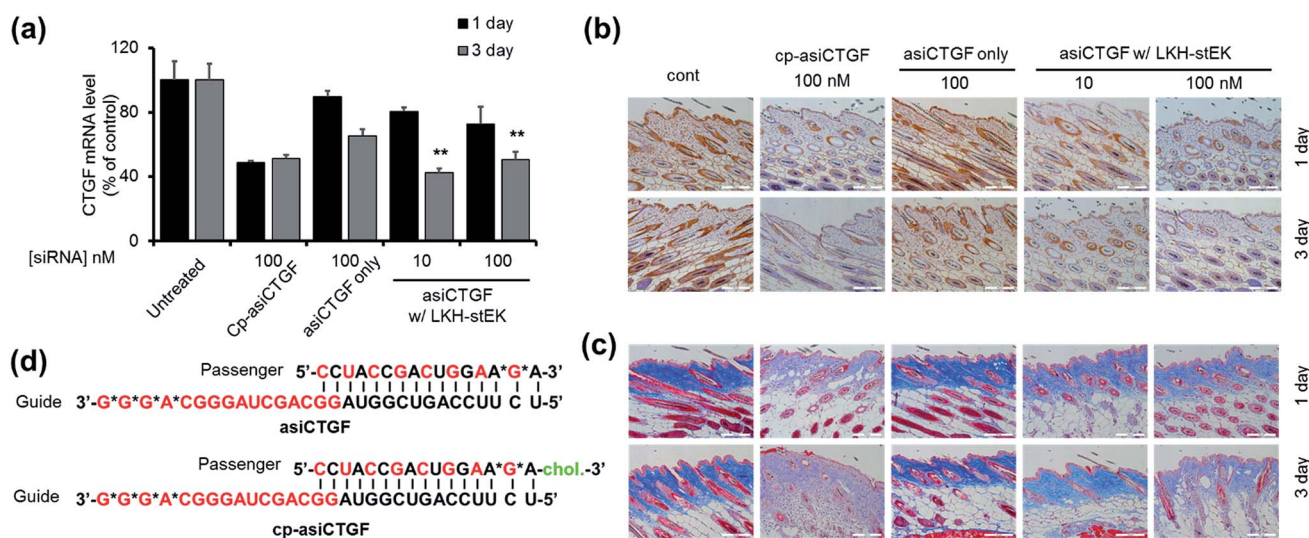 (a)
1 day
3 day
CTGF mRNA level
(% of control)
120
80
40
0
**
**
[siRNA] nM
100
100
10
100
Untreated
Cp-asiCTGF
asiCTGF only
asiCTGF
w/ LKH-stEK
(b)
cont
cp-asiCTGF
100 nM
asiCTGF only
100
asiCTGF w/ LKH-stEK
10
100 nM
1 day
3 day
(c)
1 day
3 day
(d)
Passenger 5'-CCUACCGACUGGAA*G*A-3'
Guide 3'-G*G*G*A*CGGGAUCGACGGAUGGCUGACCUUCU-5'
asiCTGF
Passenger 5'-CCUACCGACUGGAA*G*A-chol.-3'
Guide 3'-G*G*G*A*CGGGAUCGACGGAUGGCUGACCUUCU-5'
cp-asiCTGF